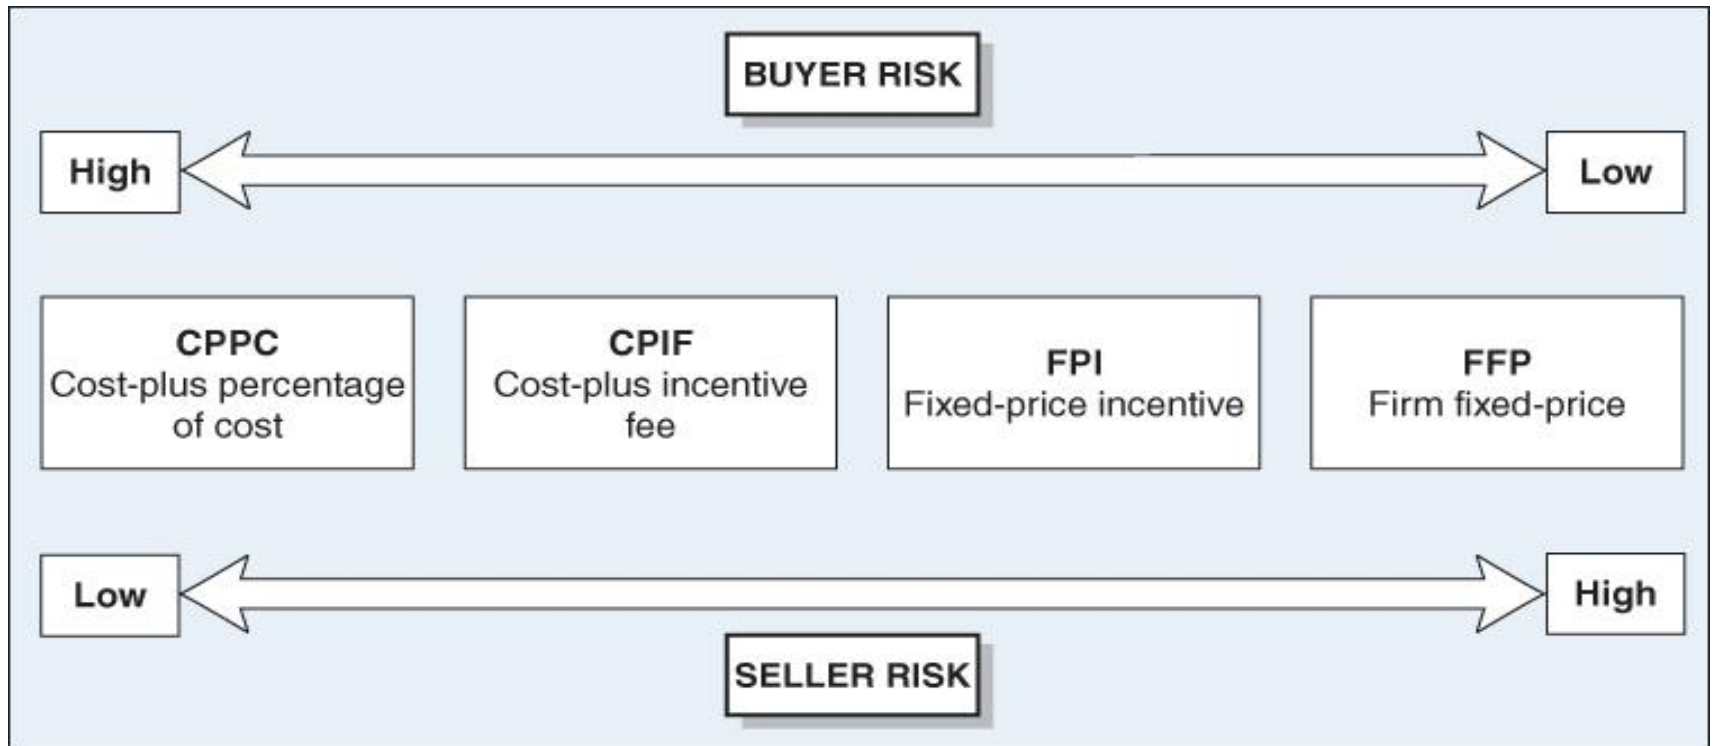 BUYER RISK
High
Low
CPPC
Cost-plus percentage
of cost
CPIF
Cost-plus incentive
fee
FPI
Fixed-price incentive
FFP
Firm fixed-price
Low
High
SELLER RISK